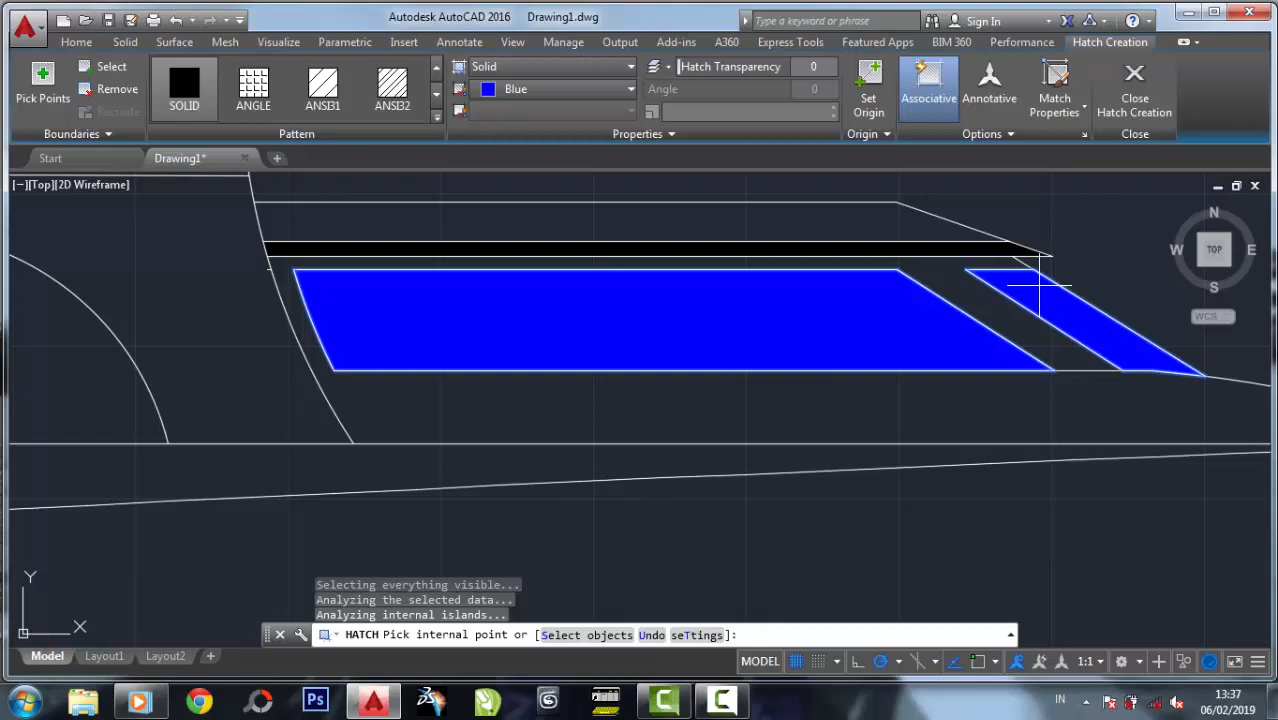 Autodesk AutoCAD 2016 Drawing1.dwg
Type a keyword or phrase
Sign In
Home Solid Surface Mesh Visualize Parametric Insert Annotate View Manage Output Add-ins A360 Express Tools Featured Apps BIM 360 Performance Hatch Creation
Pick Points
Select
Remove
Recreate
Boundaries
SOLID
ANGLE
ANSI31
ANSI32
Pattern
Solid
Blue
Hatch Transparency 0
Angle 0
Properties
Set
Origin
Origin
Associative
Annotative
Match
Properties
Options
Close
Hatch Creation
Close
Start Drawing1*
[−][Top][2D Wireframe]
N
W TOP E
S
WCS
Y
X
Selecting everything visible...
Analyzing the selected data...
Analyzing internal islands...
HATCH Pick internal point or [Select objects Undo seTtings]:
Model Layout1 Layout2
MODEL
1:1
Ps
IN
13:37
06/02/2019